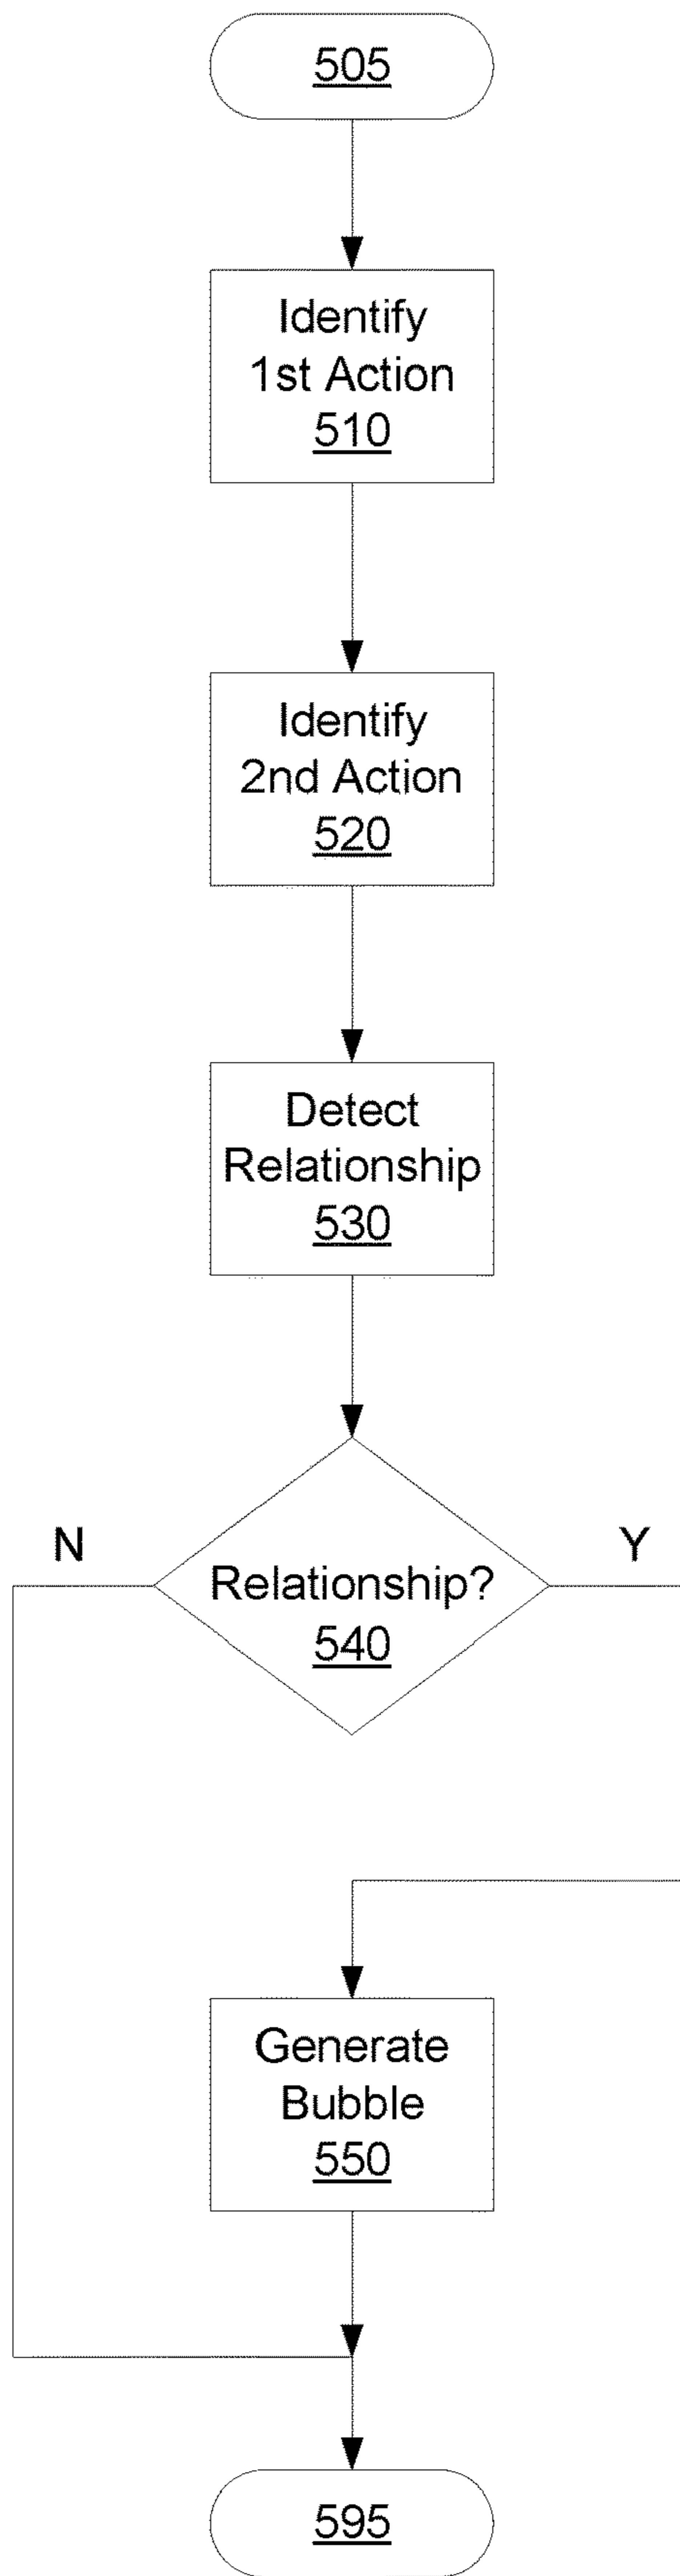 505
Identify
1st Action
510
Identify
2nd Action
520
Detect
Relationship
530
N
Y
Relationship?
540
Generate
Bubble
550
595